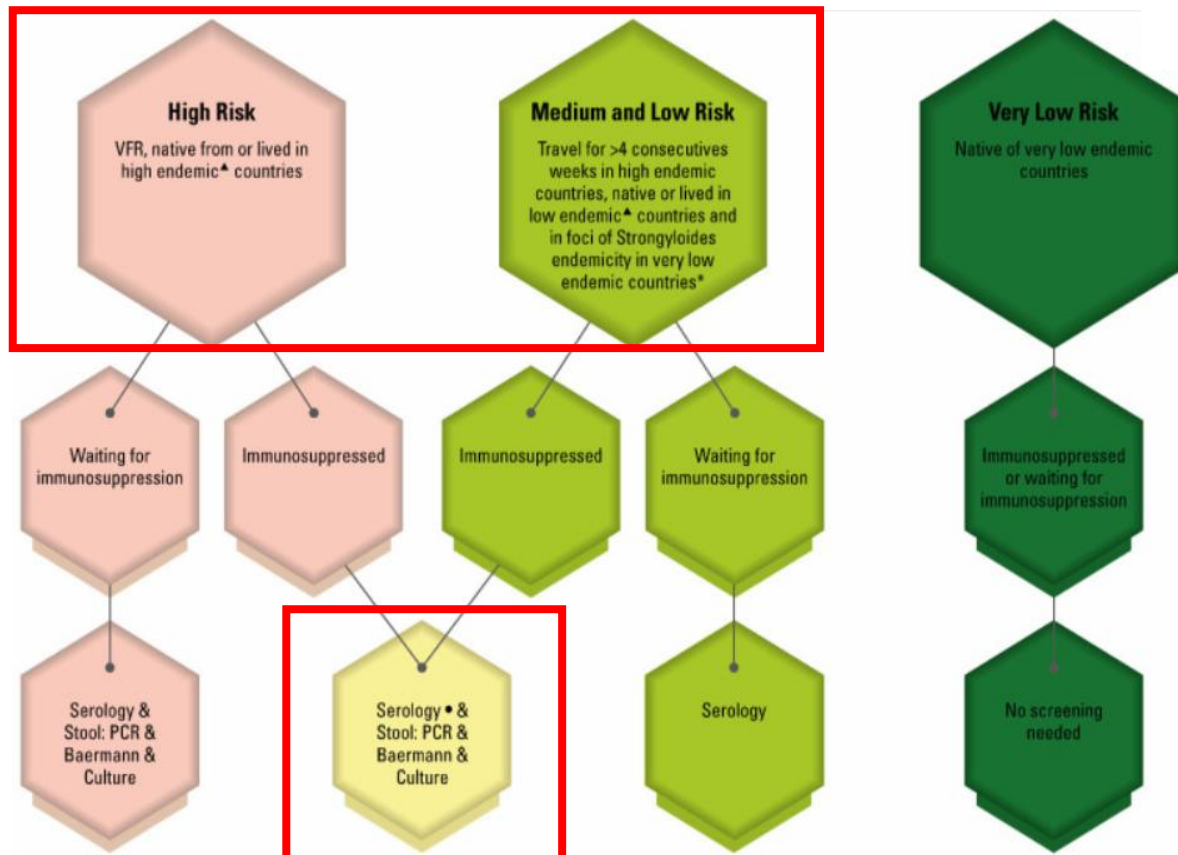 High Risk
VFR, native from or lived in
high endemic▲ countries
Medium and Low Risk
Travel for >4 consecutives
weeks in high endemic
countries, native or lived in
low endemic▲ countries and
in foci of Strongyloides
endemicity in very low
endemic countries*
Very Low Risk
Native of very low endemic
countries
Waiting for
immunosuppression
Immunosuppressed
Immunosuppressed
Waiting for
immunosuppression
Immunosuppressed
or waiting for
immunosuppression
Serology &
Stool: PCR &
Baermann &
Culture
Serology • &
Stool: PCR &
Baermann &
Culture
Serology
No screening
needed